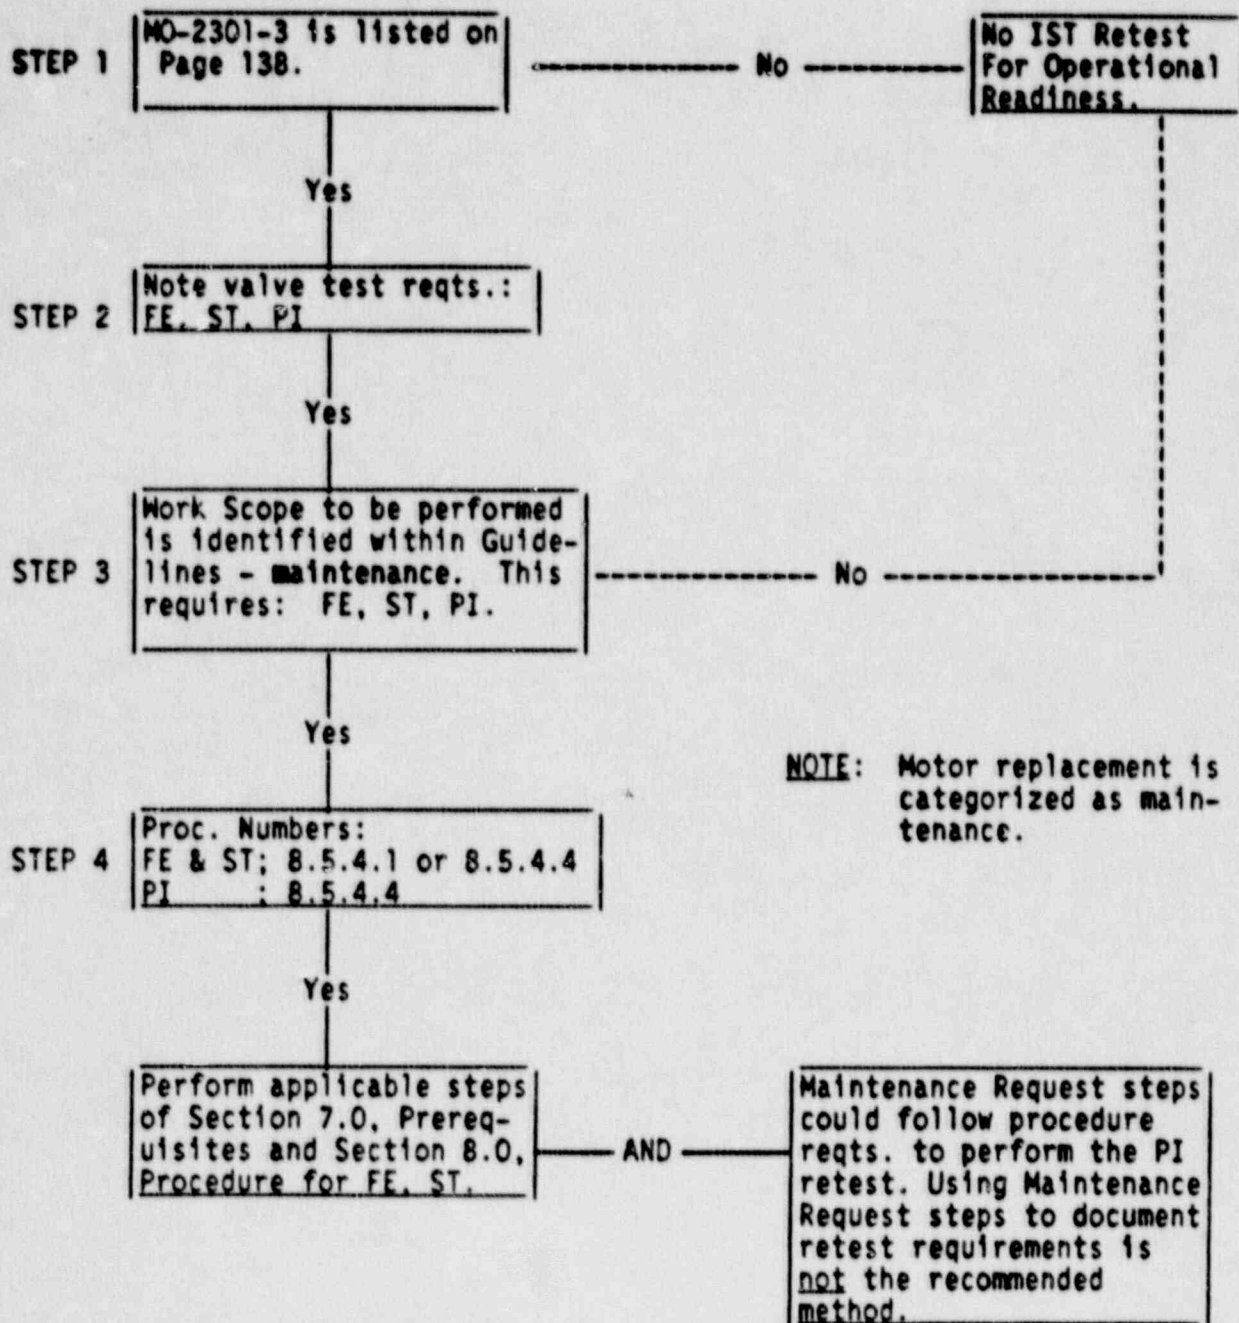 STEP 1
MO-2301-3 is listed on
Page 138.
No
No IST Retest
For Operational
Readiness.
Yes
STEP 2
Note valve test reqts.:
FE, ST, PI
Yes
STEP 3
Work Scope to be performed
is identified within Guide-
lines - maintenance. This
requires: FE, ST, PI.
No
Yes
NOTE: Motor replacement is
categorized as main-
tenance.
STEP 4
Proc. Numbers:
FE & ST; 8.5.4.1 or 8.5.4.4
PI : 8.5.4.4
Yes
Perform applicable steps
of Section 7.0, Prereq-
uisites and Section 8.0,
Procedure for FE, ST.
AND
Maintenance Request steps
could follow procedure
reqts. to perform the PI
retest. Using Maintenance
Request steps to document
retest requirements is
not the recommended
method.